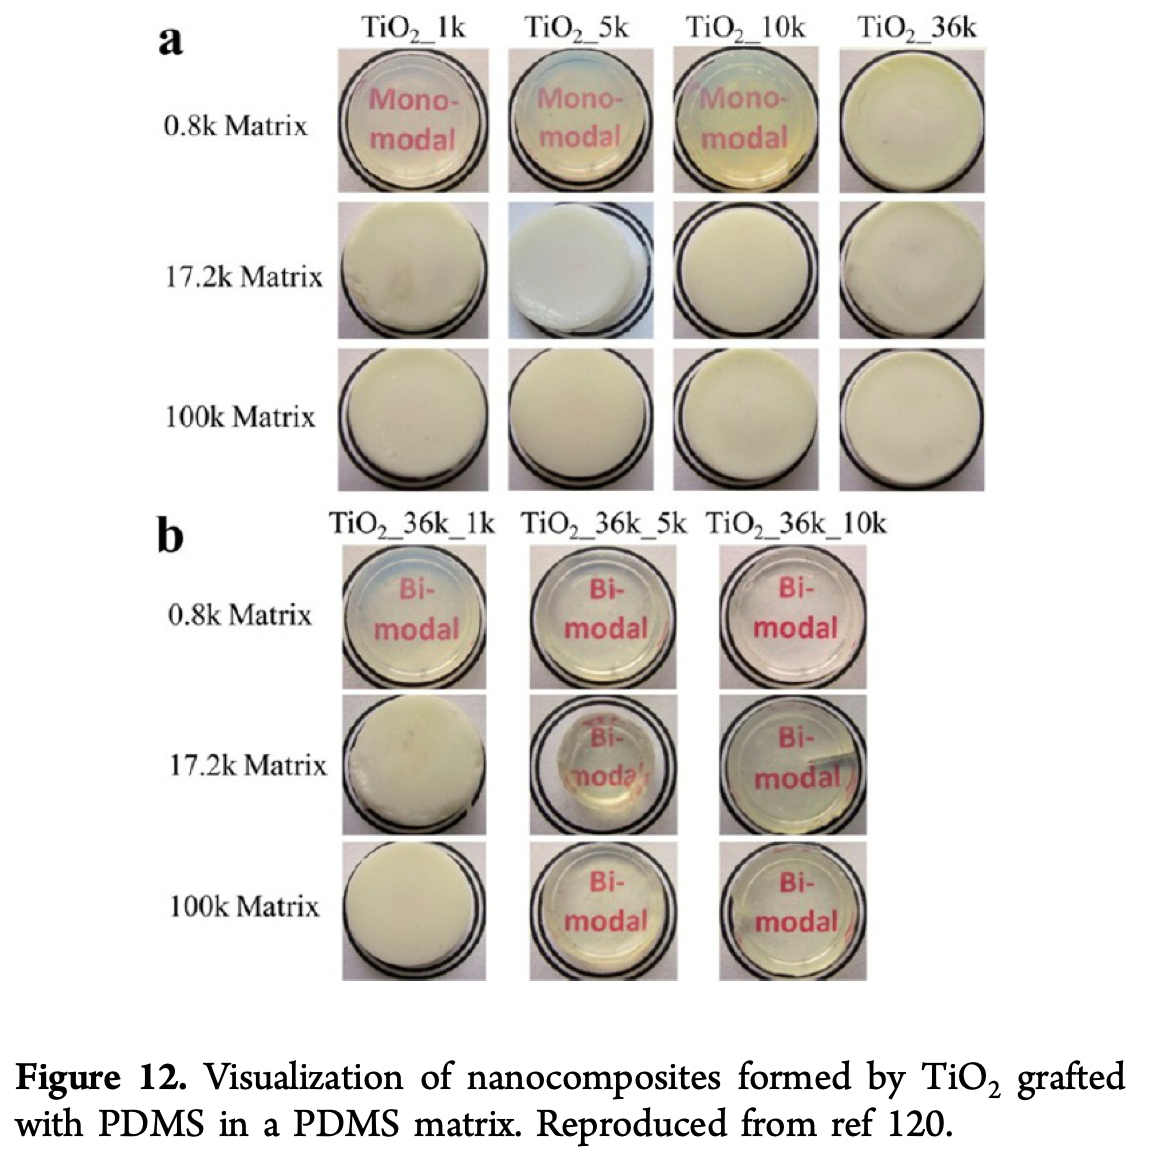 a
TiO2_1k TiO2_5k TiO2_10k TiO2_36k
0.8k Matrix
Mono-
modal
Mono-
modal
Mono-
modal
17.2k Matrix
100k Matrix
b
TiO2_36k_1k TiO2_36k_5k TiO2_36k_10k
0.8k Matrix
Bi-
modal
Bi-
modal
Bi-
modal
17.2k Matrix
Bi-
modal
Bi-
modal
100k Matrix
Bi-
modal
Bi-
modal
Figure 12. Visualization of nanocomposites formed by TiO2 grafted
with PDMS in a PDMS matrix. Reproduced from ref 120.